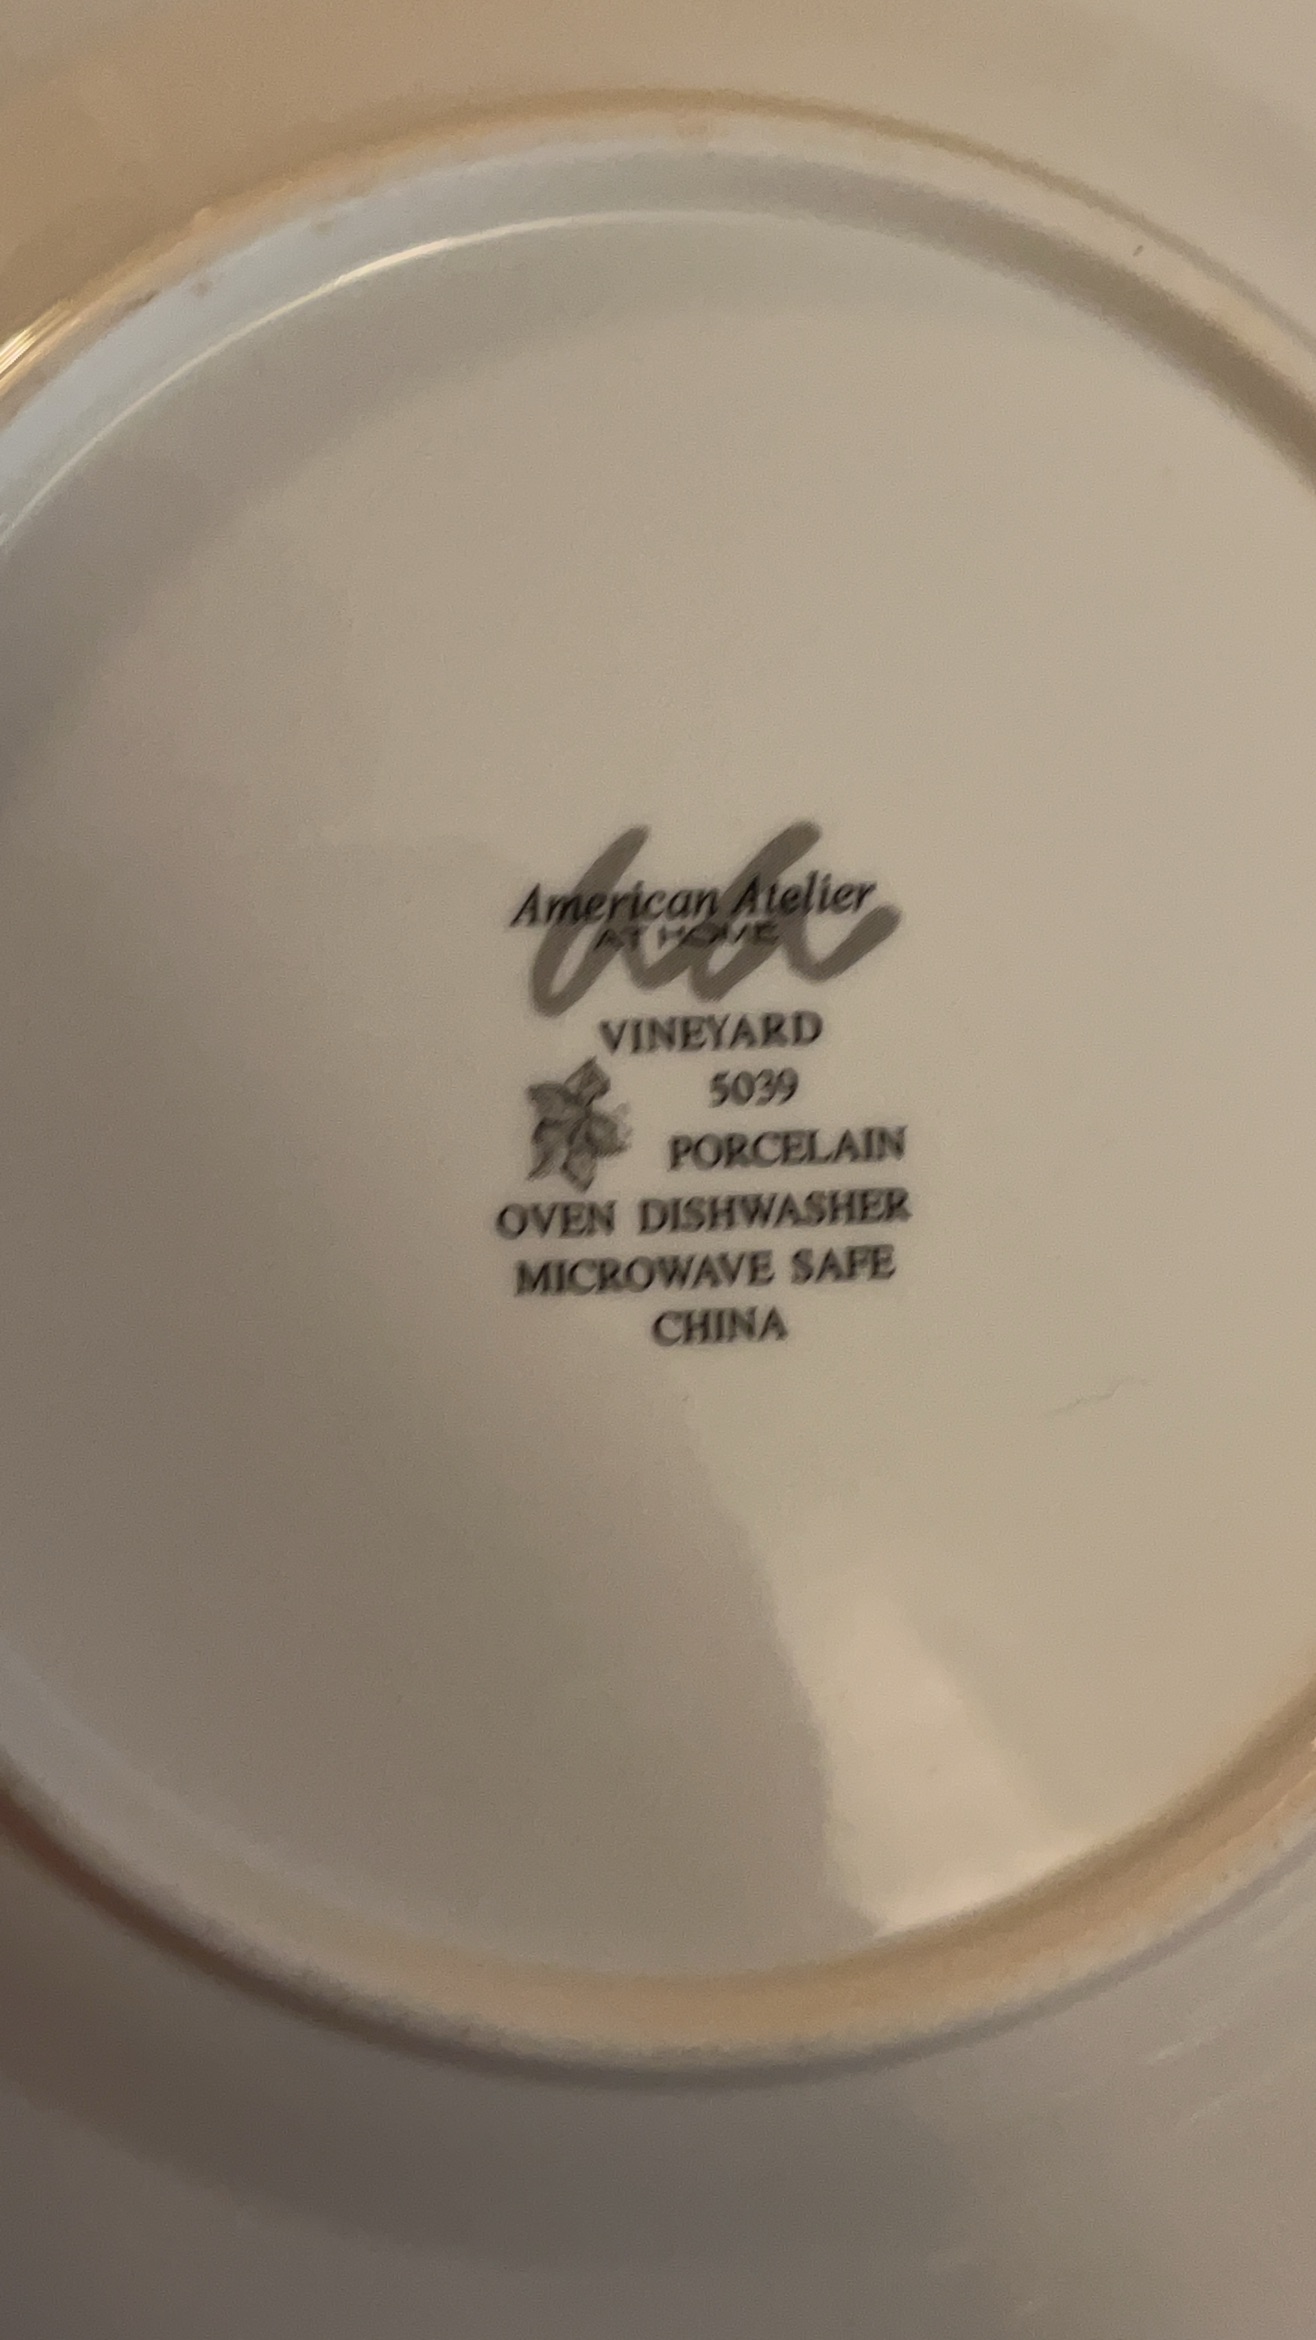 American Atelier
AT HOME
VINEYARD
5039
PORCELAIN
OVEN DISHWASHER
MICROWAVE SAFE
CHINA